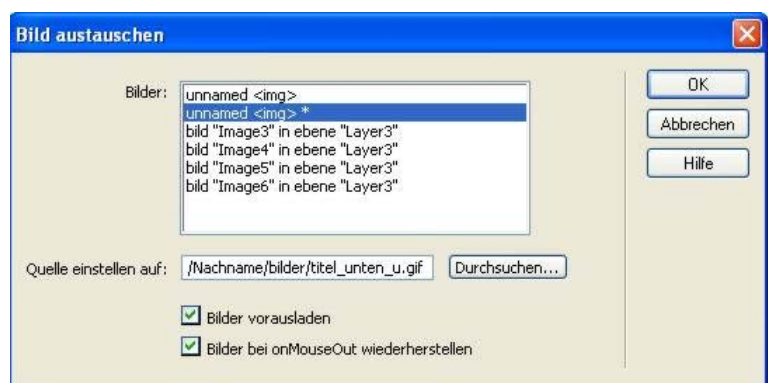 Bild austauschen
Bilder:
unnamed <img>
unnamed <img> *
bild "Image3" in ebene "Layer3"
bild "Image4" in ebene "Layer3"
bild "Image5" in ebene "Layer3"
bild "Image6" in ebene "Layer3"
OK
Abbrechen
Hilfe
Quelle einstellen auf: /Nachname/bilder/titel_unten_u.gif Durchsuchen...
Bilder vorausladen
Bilder bei onMouseOut wiederherstellen